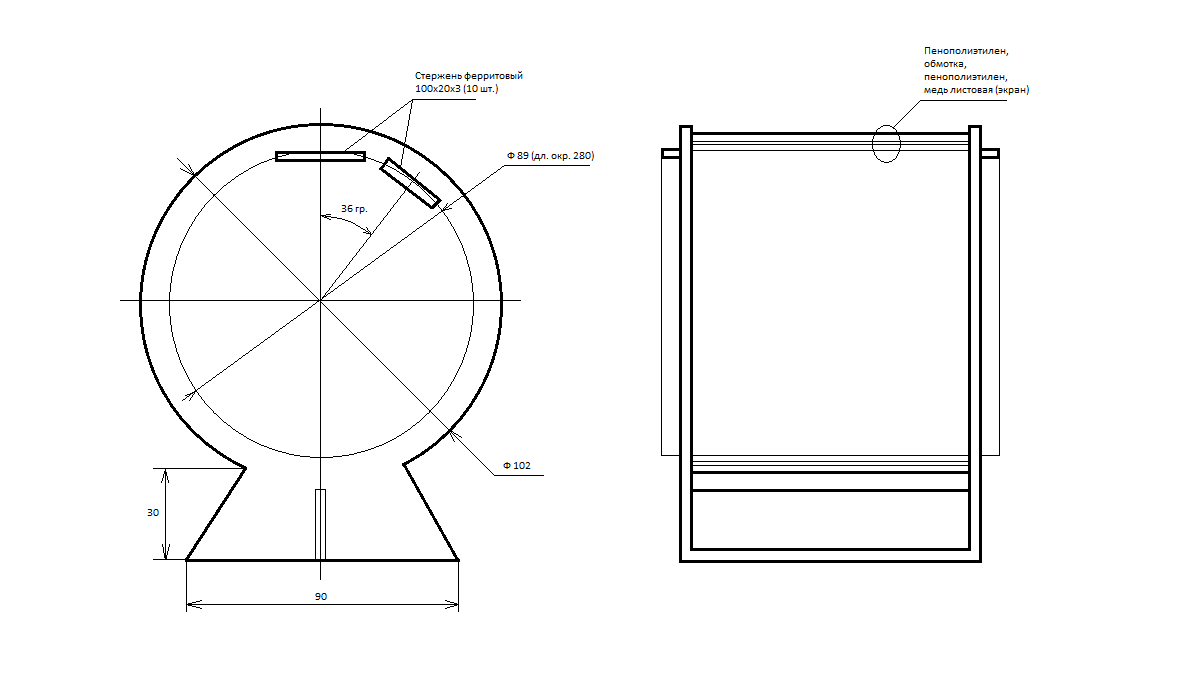 Стержень ферритовый
100х20х3 (10 шт.)
Ф 89 (дл. окр. 280)
36 гр.
Ф 102
30
90
Пенополиэтилен,
обмотка,
пенополиэтилен,
медь листовая (экран)